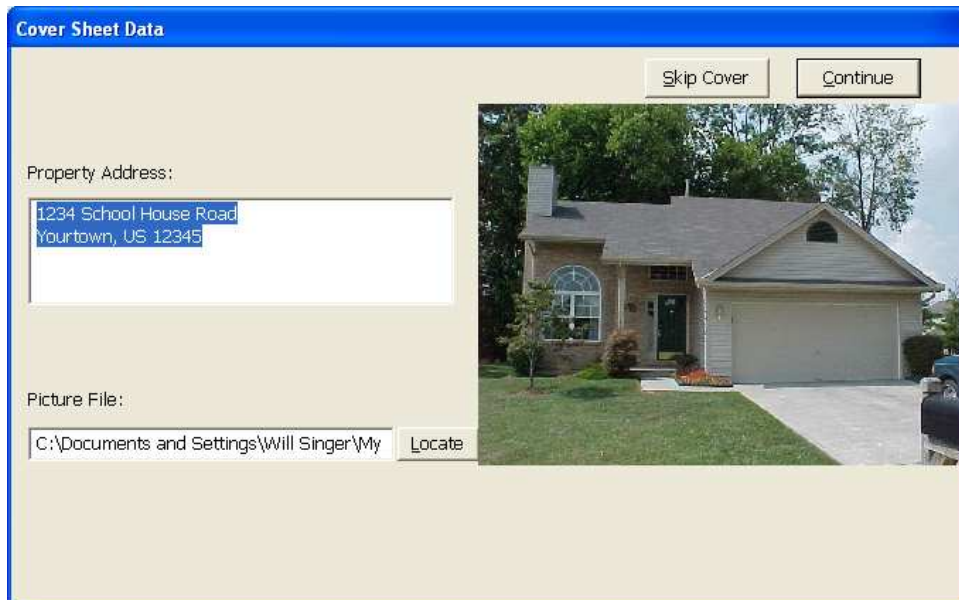 Cover Sheet Data
Skip Cover
Continue
Property Address:
1234 School House Road
Yourtown, US 12345
Picture File:
C:\Documents and Settings\Will Singer\My
Locate